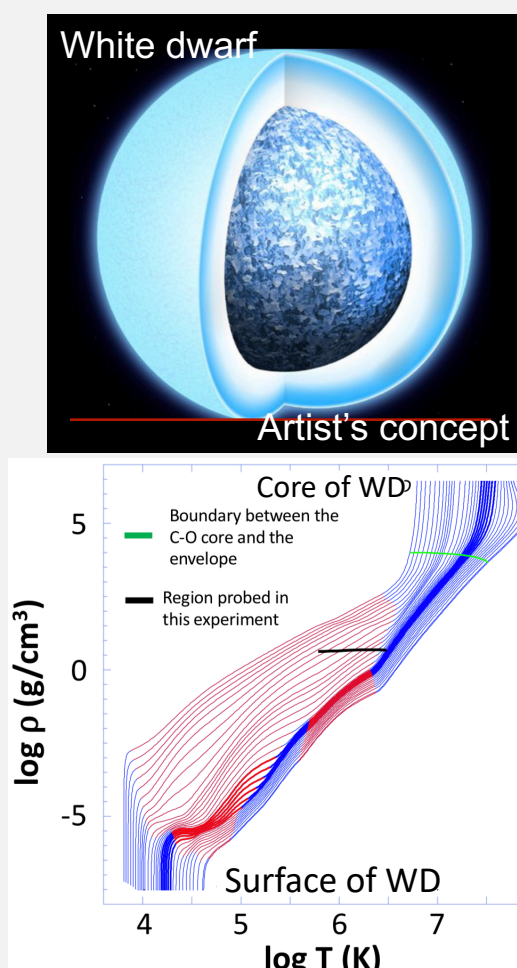 White dwarf
Artist's concept
Core of WD
Boundary between the
C-O core and the
envelope
Region probed in
this experiment
5
0
-5
log ρ (g/cm³)
Surface of WD
4 5 6 7
log T (K)